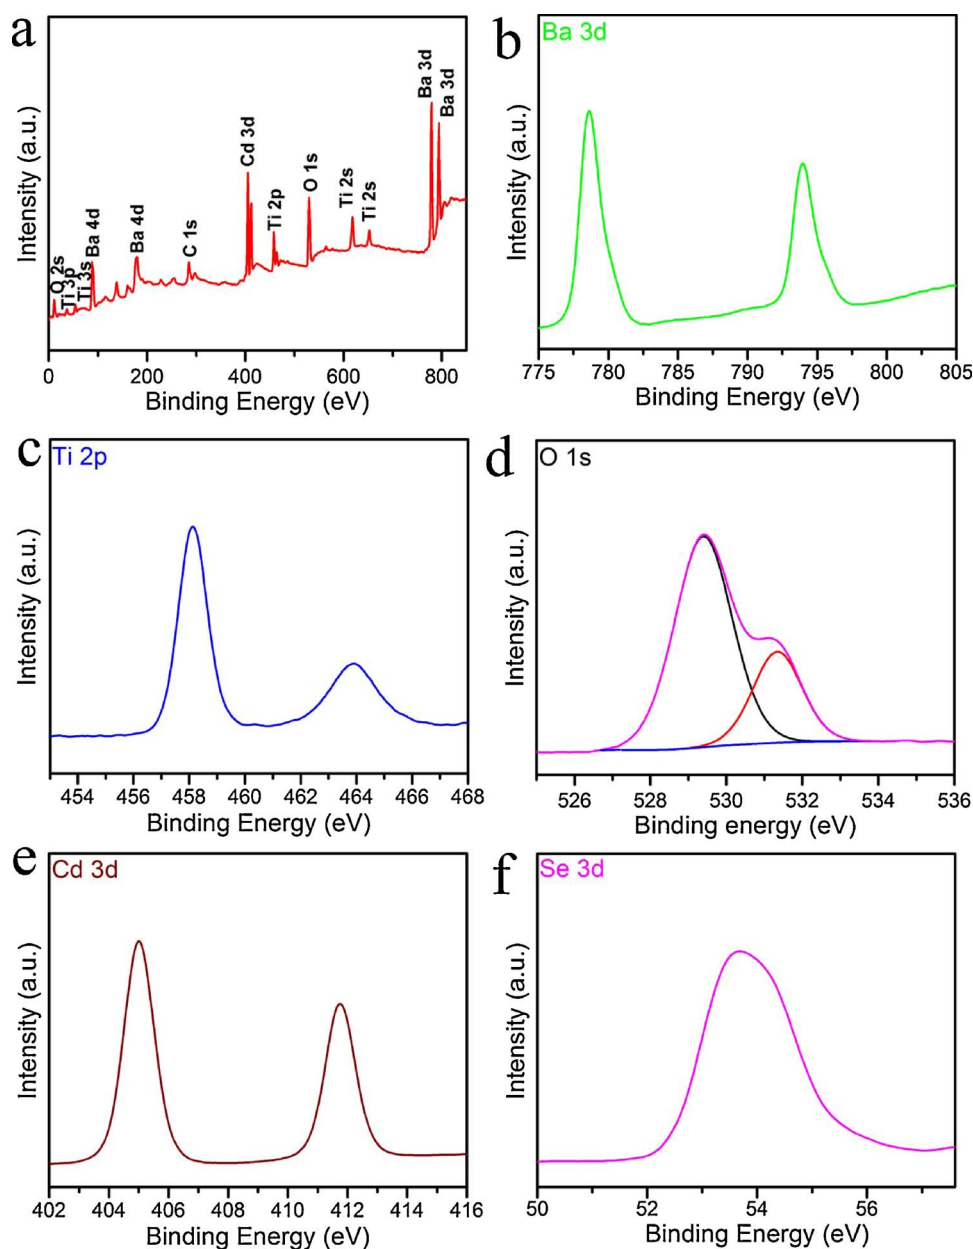 a
Intensity (a.u.)
O 2s
Ti 3p
Ti 3s
Ba 4d
Ba 4d
C 1s
Cd 3d
Ti 2p
O 1s
Ti 2s
Ti 2s
Ba 3d
Ba 3d
0 200 400 600 800
Binding Energy (eV)
b
Ba 3d
Intensity (a.u.)
775 780 785 790 795 800 805
Binding Energy (eV)
c
Ti 2p
Intensity (a.u.)
454 456 458 460 462 464 466 468
Binding Energy (eV)
d
O 1s
Intensity (a.u.)
526 528 530 532 534 536
Binding energy (eV)
e
Cd 3d
Intensity (a.u.)
402 404 406 408 410 412 414 416
Binding Energy (eV)
f
Se 3d
Intensity (a.u.)
50 52 54 56
Binding Energy (eV)